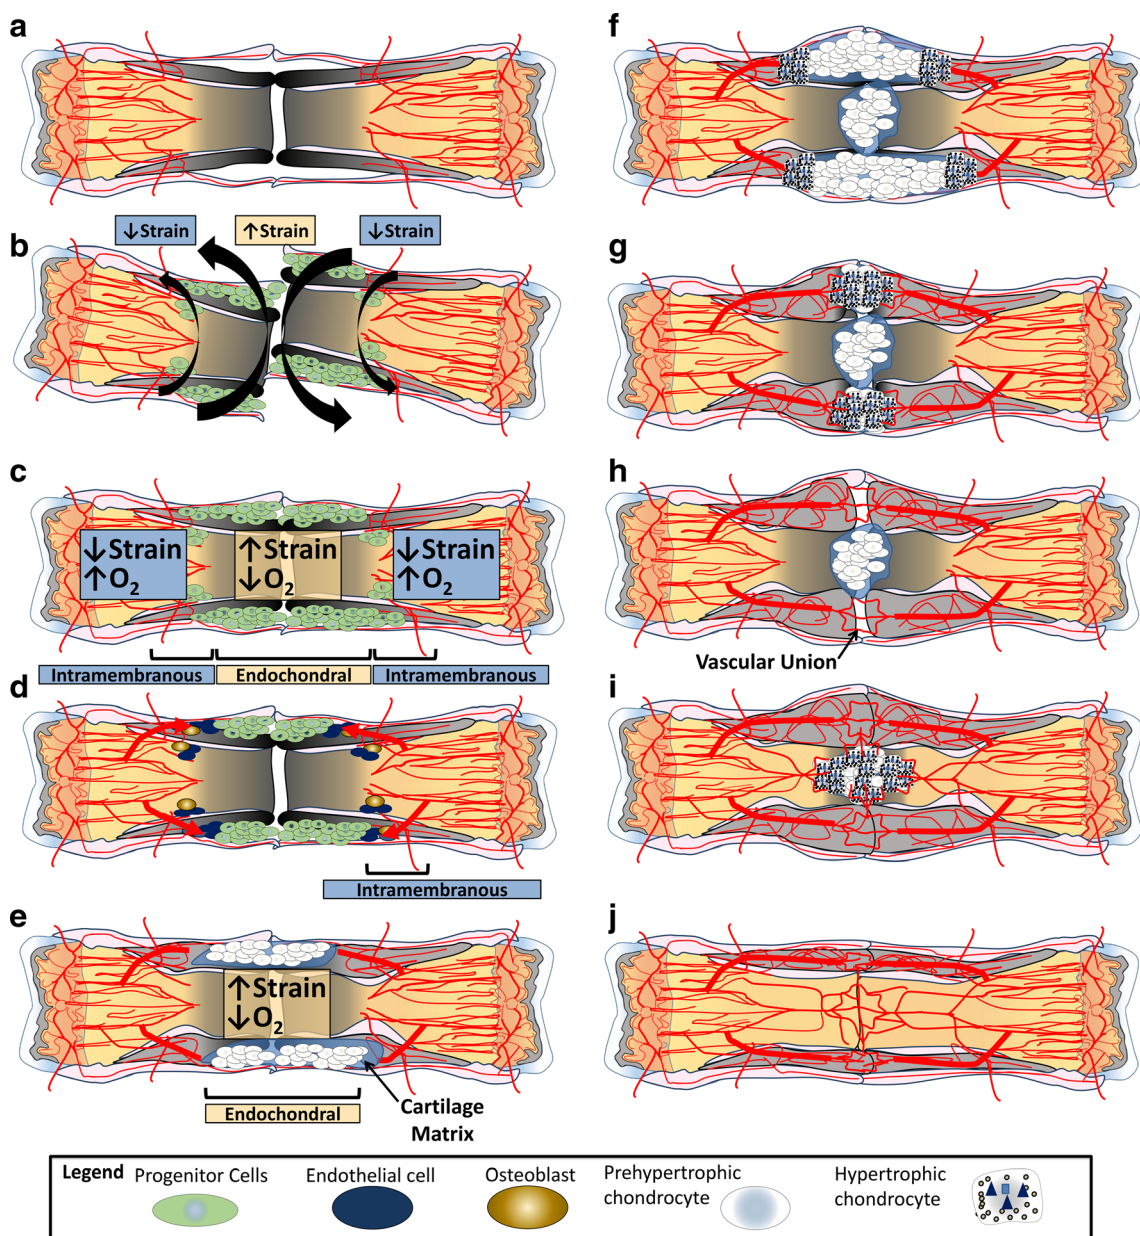 a
b
↓Strain
↑Strain
↓Strain
c
↓Strain
↑O2
↑Strain
↓O2
↓Strain
↑O2
Intramembranous
Endochondral
Intramembranous
d
Intramembranous
e
↑Strain
↓O2
Endochondral
Cartilage
Matrix
f
g
h
Vascular Union
i
j
Legend
Progenitor Cells
Endothelial cell
Osteoblast
Prehypertrophic
chondrocyte
Hypertrophic
chondrocyte